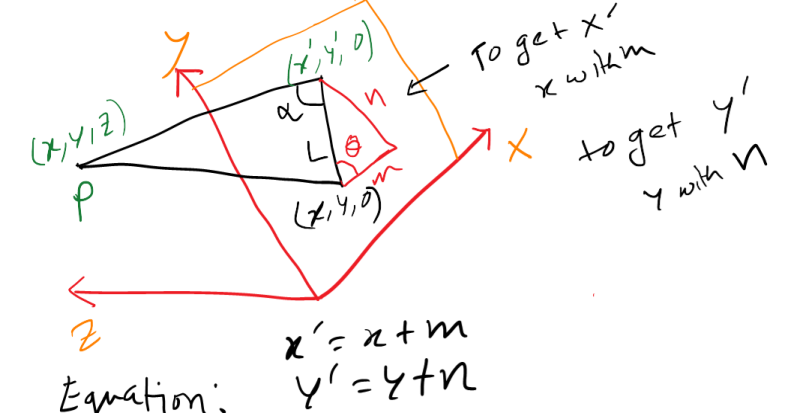 y
(x', y', 0)
To get x'
x with m
n
α
(x, y, z)
θ
to get y'
y with n
X
L
m
P
(x, y, 0)
Z
x' = x + m
Equation: y' = y + n